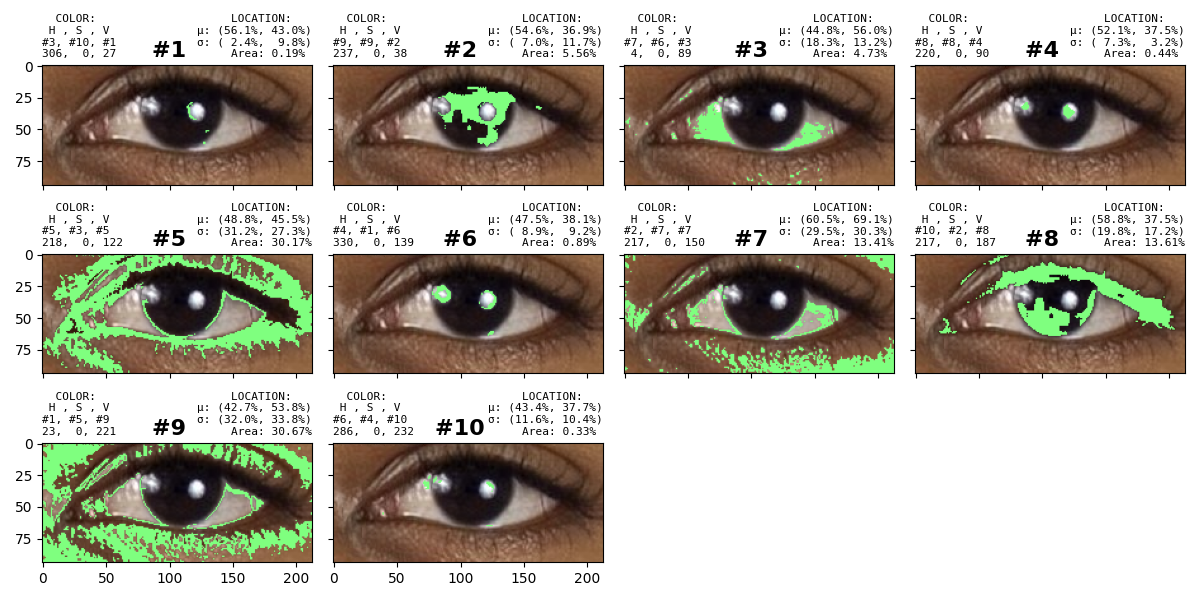 COLOR: LOCATION: COLOR: LOCATION: COLOR: LOCATION: COLOR: LOCATION:
H , S , V μ: (56.1%, 43.0%) H , S , V μ: (54.6%, 36.9%) H , S , V μ: (44.8%, 56.0%) H , S , V μ: (52.1%, 37.5%)
#3, #10, #1 σ: ( 2.4%, 9.8%) #9, #9, #2 σ: ( 7.0%, 11.7%) #7, #6, #3 σ: (18.3%, 13.2%) #8, #8, #4 σ: ( 7.3%, 3.2%)
306, 0, 27 #1 Area: 0.19% 237, 0, 38 #2 Area: 5.56% 4, 0, 89 #3 Area: 4.73% 220, 0, 90 #4 Area: 0.44%
0
25
50
75
COLOR: LOCATION: COLOR: LOCATION: COLOR: LOCATION: COLOR: LOCATION:
H , S , V μ: (48.8%, 45.5%) H , S , V μ: (47.5%, 38.1%) H , S , V μ: (60.5%, 69.1%) H , S , V μ: (58.8%, 37.5%)
#5, #3, #5 σ: (31.2%, 27.3%) #4, #1, #6 σ: ( 8.9%, 9.2%) #2, #7, #7 σ: (29.5%, 30.3%) #10, #2, #8 σ: (19.8%, 17.2%)
218, 0, 122 #5 Area: 30.17% 330, 0, 139 #6 Area: 0.89% 217, 0, 150 #7 Area: 13.41% 217, 0, 187 #8 Area: 13.61%
0
25
50
75
COLOR: LOCATION: COLOR: LOCATION:
H , S , V μ: (42.7%, 53.8%) H , S , V μ: (43.4%, 37.7%)
#1, #5, #9 σ: (32.0%, 33.8%) #6, #4, #10 σ: (11.6%, 10.4%)
23, 0, 221 #9 Area: 30.67% 286, 0, 232 #10 Area: 0.33%
0
25
50
75
0 50 100 150 200 0 50 100 150 200